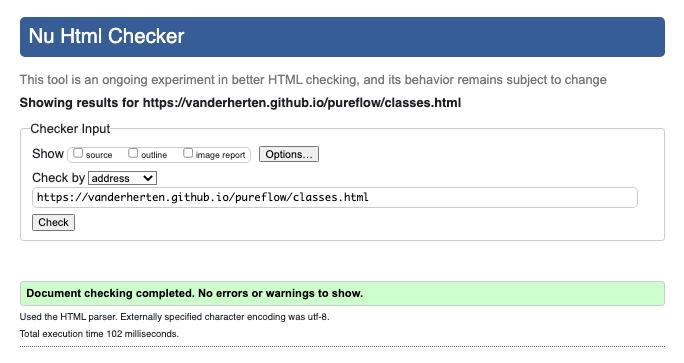 Nu Html Checker
This tool is an ongoing experiment in better HTML checking, and its behavior remains subject to change
Showing results for https://vanderherten.github.io/pureflow/classes.html
Checker Input
Show source outline image report Options...
Check by address
https://vanderherten.github.io/pureflow/classes.html
Check
Document checking completed. No errors or warnings to show.
Used the HTML parser. Externally specified character encoding was utf-8.
Total execution time 102 milliseconds.